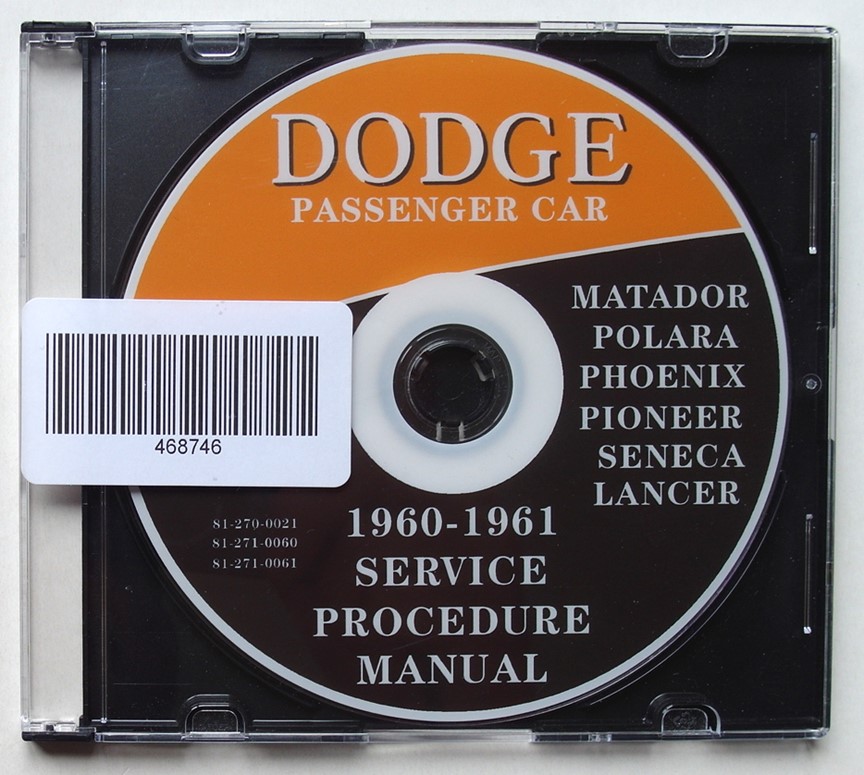 DODGE
PASSENGER CAR
MATADOR
POLARA
PHOENIX
PIONEER
SENECA
LANCER
468746
81-270-0021
81-271-0060
81-271-0061
1960-1961
SERVICE
PROCEDURE
MANUAL